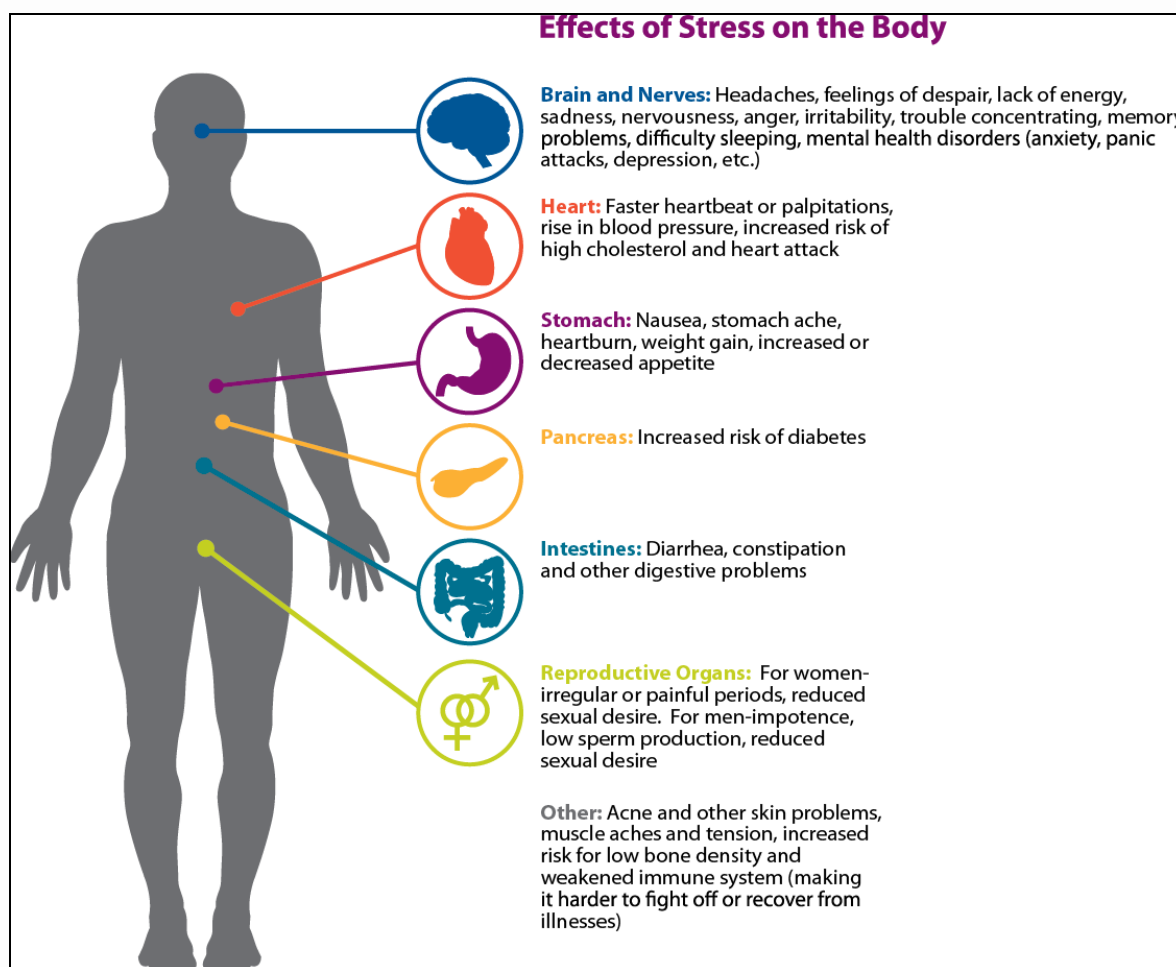 Effects of Stress on the Body
Brain and Nerves: Headaches, feelings of despair, lack of energy,
sadness, nervousness, anger, irritability, trouble concentrating, memory
problems, difficulty sleeping, mental health disorders (anxiety, panic
attacks, depression, etc.)
Heart: Faster heartbeat or palpitations,
rise in blood pressure, increased risk of
high cholesterol and heart attack
Stomach: Nausea, stomach ache,
heartburn, weight gain, increased or
decreased appetite
Pancreas: Increased risk of diabetes
Intestines: Diarrhea, constipation
and other digestive problems
Reproductive Organs: For women-
irregular or painful periods, reduced
sexual desire. For men-impotence,
low sperm production, reduced
sexual desire
Other: Acne and other skin problems,
muscle aches and tension, increased
risk for low bone density and
weakened immune system (making
it harder to fight off or recover from
illnesses)